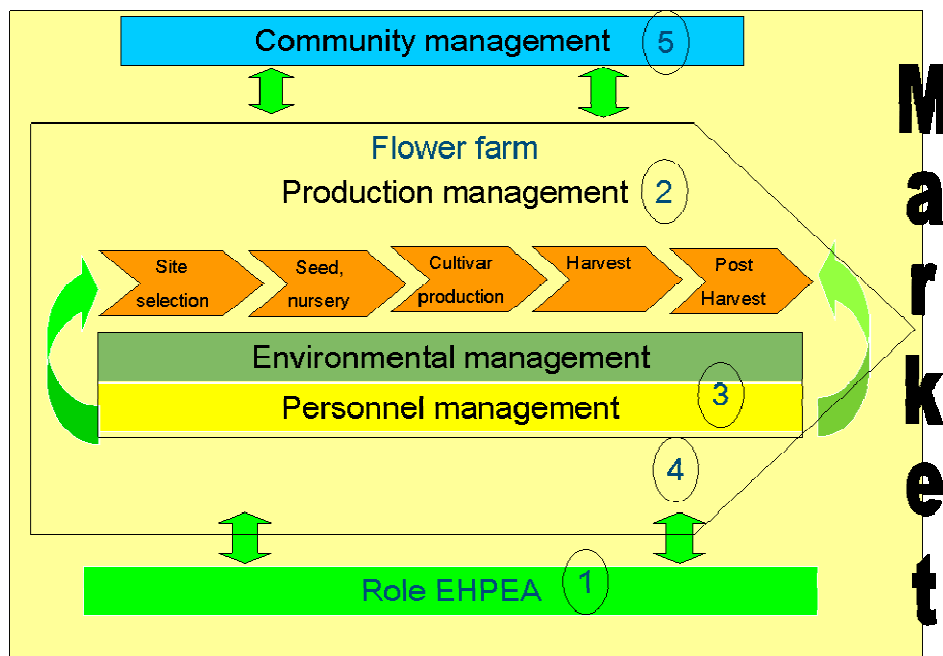 Community management 5
Flower farm
Production management 2
Site
selection
Seed,
nursery
Cultivar
production
Harvest
Post
Harvest
Environmental management
3
Personnel management
4
Role EHPEA 1
Market